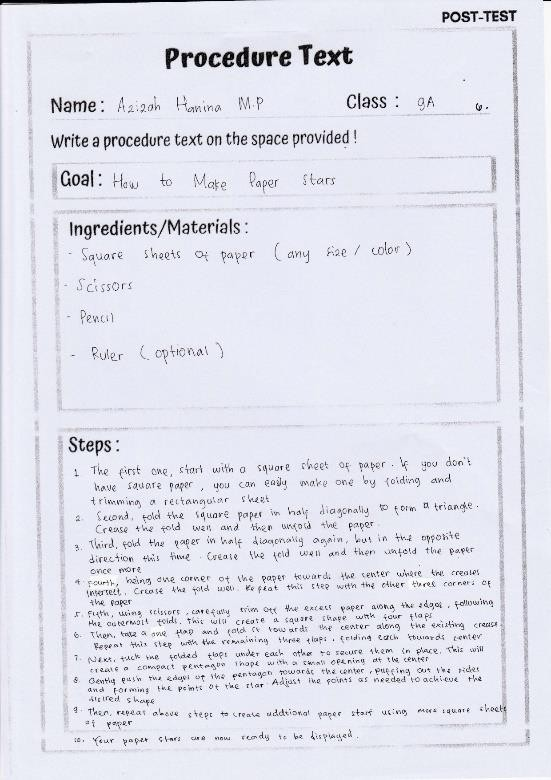 POST-TEST
Procedure Text
Name : Azizah Hanina M.P Class : 9A 6.
Write a procedure text on the space provided !
Goal : How to Make Paper Stars
Ingredients/Materials :
- Square sheets of paper ( any size / color )
- Scissors
- Pencil
- Ruler ( optional )
Steps :
1. The first one, start with a square sheet of paper. If you don't
have square paper, you can easily make one by folding and
trimming a rectangular sheet
2. Second, fold the square paper in half diagonally to form a triangle.
Crease the fold well and then unfold the paper.
3. Third, fold the paper in half diagonally again, but in the opposite
direction this time. Crease the fold well and then unfold the paper
once more
4. Fourth, bring one corner of the paper towards the center where the creases
intersect. Crease the fold well. Repeat this step with the other three corners of
the paper
5. Fifth, using scissors, carefully trim off the excess paper along the edges, following
the outermost folds. This will create a square shape with four flaps
6. Then, take a one flap and fold it towards the center along the existing crease
Repeat this step with the remaining three flaps, folding each towards center
7. Next, tuck the folded flaps under each other to secure them in place. This will
create a compact pentagon shape with a small opening at the center
8. Gently push the edges of the pentagon towards the center, puffing out the sides
and forming the points of the star. Adjust the points as needed to achieve the
disired shape
9. Then, repeat above steps to create addtional paper start using more square sheets
of paper
10. Your paper stars are now ready to be displayed.